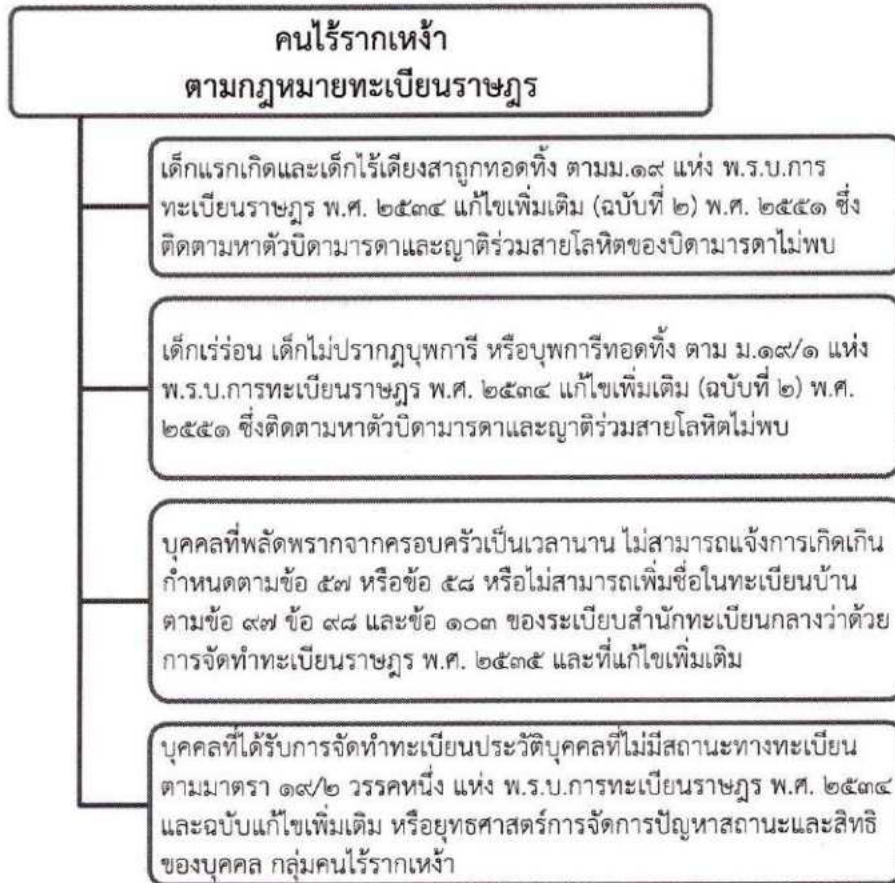 คนไร้รากเหง้า
ตามกฎหมายทะเบียนราษฎร
เด็กแรกเกิดและเด็กไร้เดียงสาถูกทอดทิ้ง ตามม.๑๙ แห่ง พ.ร.บ.การ
ทะเบียนราษฎร พ.ศ. ๒๕๓๔ แก้ไขเพิ่มเติม (ฉบับที่ ๒) พ.ศ. ๒๕๕๑ ซึ่ง
ติดตามหาตัวบิดามารดาและญาติร่วมสายโลหิตของบิดามารดาไม่พบ
เด็กเร่ร่อน เด็กไม่ปรากฏบุพการี หรือบุพการีทอดทิ้ง ตาม ม.๑๙/๑ แห่ง
พ.ร.บ.การทะเบียนราษฎร พ.ศ. ๒๕๓๔ แก้ไขเพิ่มเติม (ฉบับที่ ๒) พ.ศ.
๒๕๕๑ ซึ่งติดตามหาตัวบิดามารดาและญาติร่วมสายโลหิตไม่พบ
บุคคลที่พลัดพรากจากครอบครัวเป็นเวลานาน ไม่สามารถแจ้งการเกิดเกิน
กำหนดตามข้อ ๕๗ หรือข้อ ๕๘ หรือไม่สามารถเพิ่มชื่อในทะเบียนบ้าน
ตามข้อ ๙๗ ข้อ ๙๘ และข้อ ๑๐๓ ของระเบียบสำนักทะเบียนกลางว่าด้วย
การจัดทำทะเบียนราษฎร พ.ศ. ๒๕๓๕ และที่แก้ไขเพิ่มเติม
บุคคลที่ได้รับการจัดทำทะเบียนประวัติบุคคลที่ไม่มีสถานะทางทะเบียน
ตามมาตรา ๑๙/๒ วรรคหนึ่ง แห่ง พ.ร.บ.การทะเบียนราษฎร พ.ศ. ๒๕๓๔
และฉบับแก้ไขเพิ่มเติม หรือยุทธศาสตร์การจัดการปัญหาสถานะและสิทธิ
ของบุคคล กลุ่มคนไร้รากเหง้า